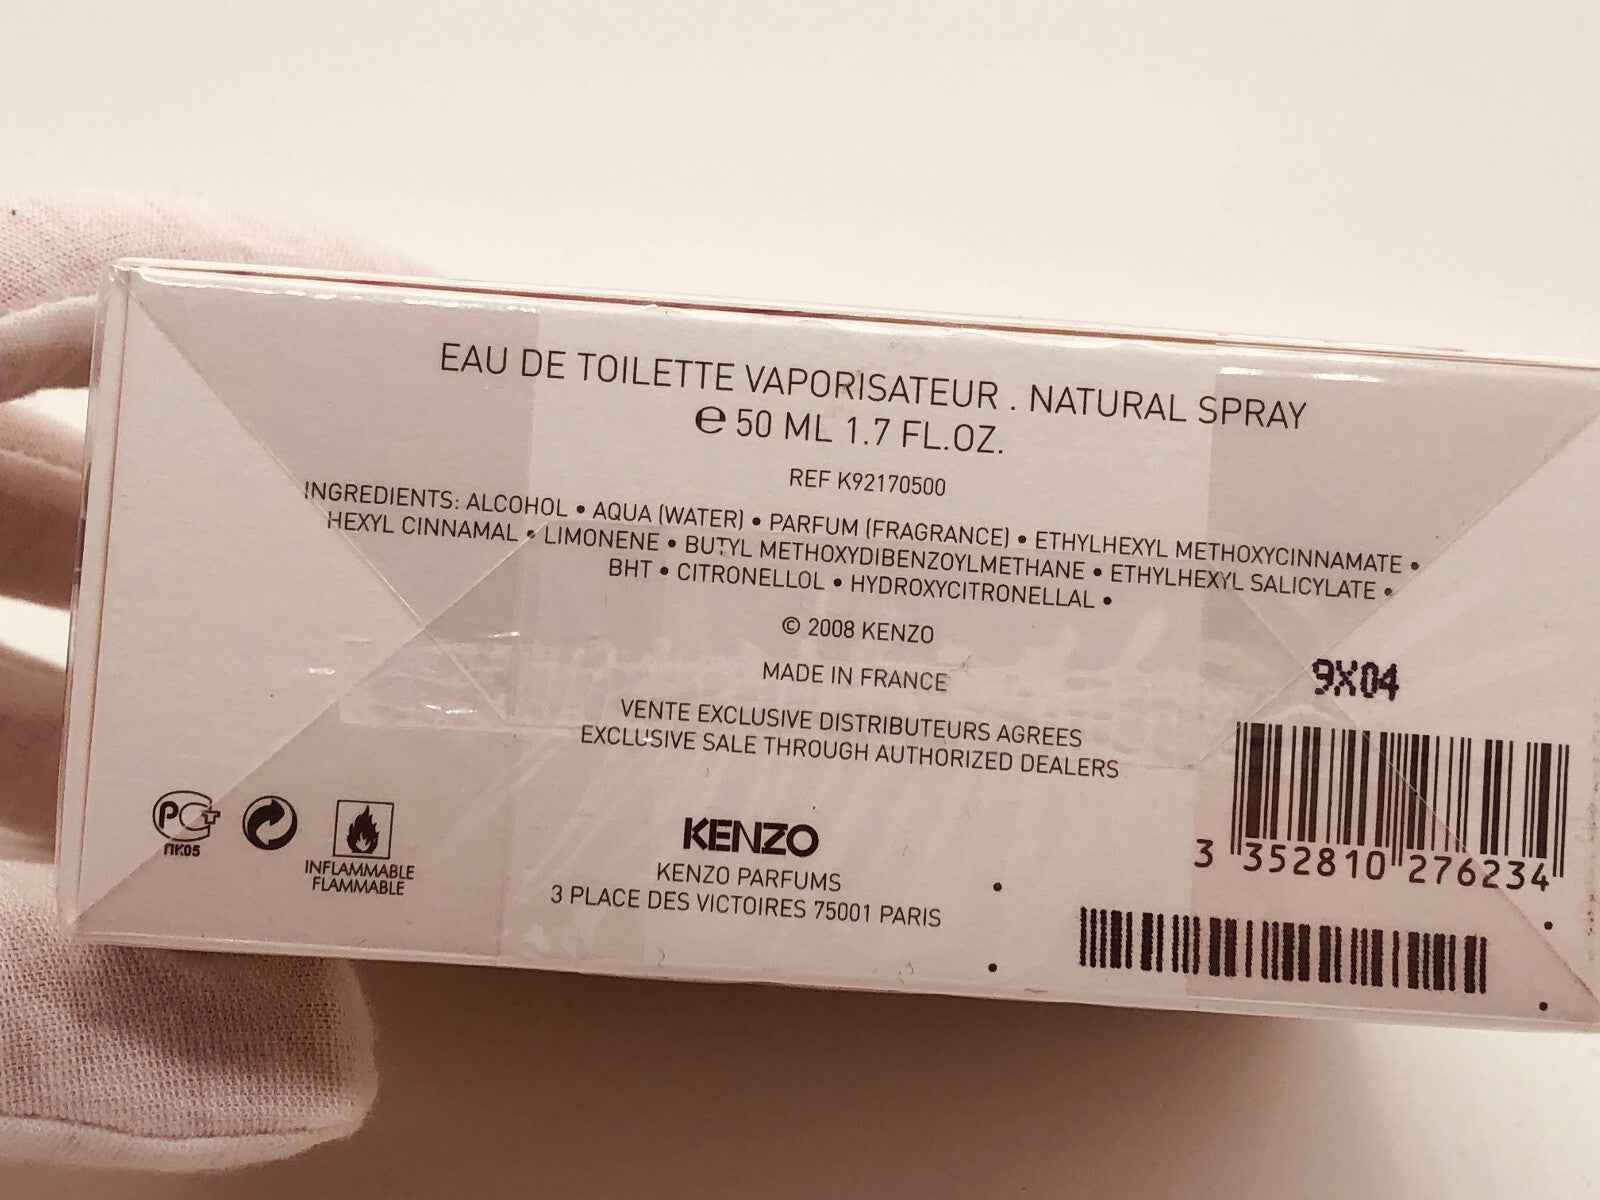 EAU DE TOILETTE VAPORISATEUR . NATURAL SPRAY
℮ 50 ML 1.7 FL.OZ.
REF K92170500
INGREDIENTS: ALCOHOL • AQUA (WATER) • PARFUM (FRAGRANCE) • ETHYLHEXYL METHOXYCINNAMATE •
HEXYL CINNAMAL • LIMONENE • BUTYL METHOXYDIBENZOYLMETHANE • ETHYLHEXYL SALICYLATE •
BHT • CITRONELLOL • HYDROXYCITRONELLAL •
© 2008 KENZO
MADE IN FRANCE
VENTE EXCLUSIVE DISTRIBUTEURS AGREES
EXCLUSIVE SALE THROUGH AUTHORIZED DEALERS
9X04
3 352810 276234
РСТ
ПК05
INFLAMMABLE
FLAMMABLE
KENZO
KENZO PARFUMS
3 PLACE DES VICTOIRES 75001 PARIS